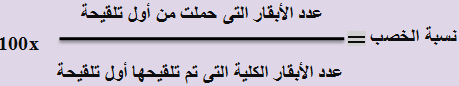 عدد الأبقار التى حملت من أول تلقيحة
نسبة الخصب = 100x
عدد الأبقار الكلية التى تم تلقيحها أول تلقيحة